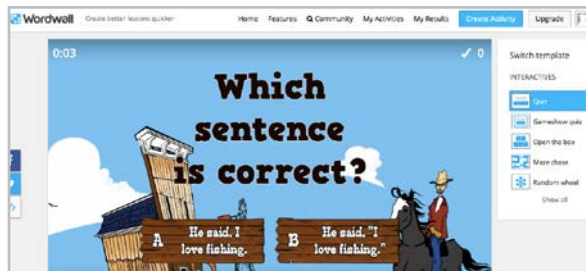 Wordwall Create better lessons quicker Home Features Community My Activities My Results Create Activity Upgrade
0:03 ✓ 0
Switch template
INTERACTIVES
Quiz
Gameshow quiz
Open the box
Maze chase
Random wheel
Show all
Which
sentence
is correct?
A He said, I
love fishing.
B He said, "I
love fishing."